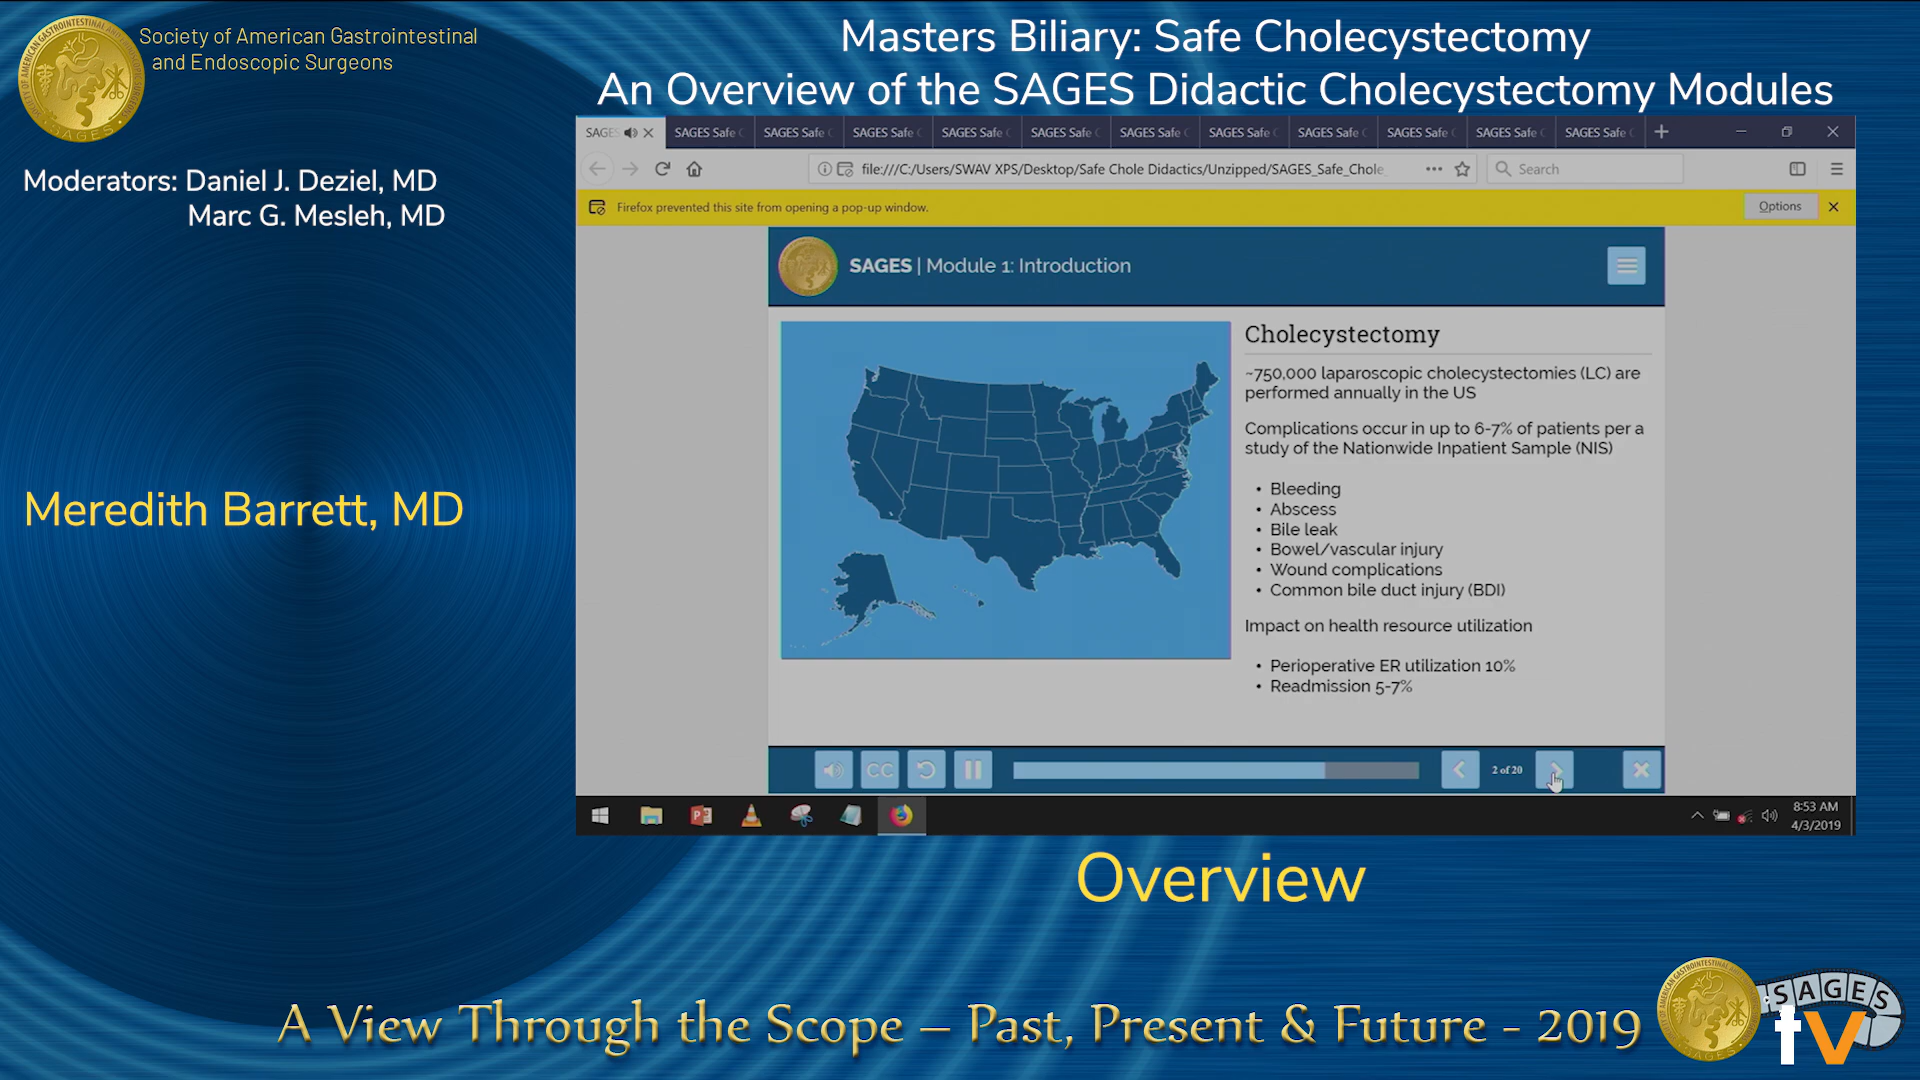 Society of American Gastrointestinal
and Endoscopic Surgeons
Masters Biliary: Safe Cholecystectomy
An Overview of the SAGES Didactic Cholecystectomy Modules
Moderators: Daniel J. Deziel, MD
Marc G. Mesleh, MD
Meredith Barrett, MD
SAGES SAGES Safe SAGES Safe SAGES Safe SAGES Safe SAGES Safe SAGES Safe SAGES Safe SAGES Safe SAGES Safe SAGES Safe SAGES Safe
file:///C:/Users/SWAV XPS/Desktop/Safe Chole Didactics/Unzipped/SAGES_Safe_Chole_
Search
Firefox prevented this site from opening a pop-up window.
Options
SAGES | Module 1: Introduction
Cholecystectomy
~750,000 laparoscopic cholecystectomies (LC) are
performed annually in the US
Complications occur in up to 6-7% of patients per a
study of the Nationwide Inpatient Sample (NIS)
• Bleeding
• Abscess
• Bile leak
• Bowel/vascular injury
• Wound complications
• Common bile duct injury (BDI)
Impact on health resource utilization
• Perioperative ER utilization 10%
• Readmission 5-7%
CC
2 of 20
8:53 AM
4/3/2019
Overview
A View Through the Scope – Past, Present & Future - 2019
SAGES
tv